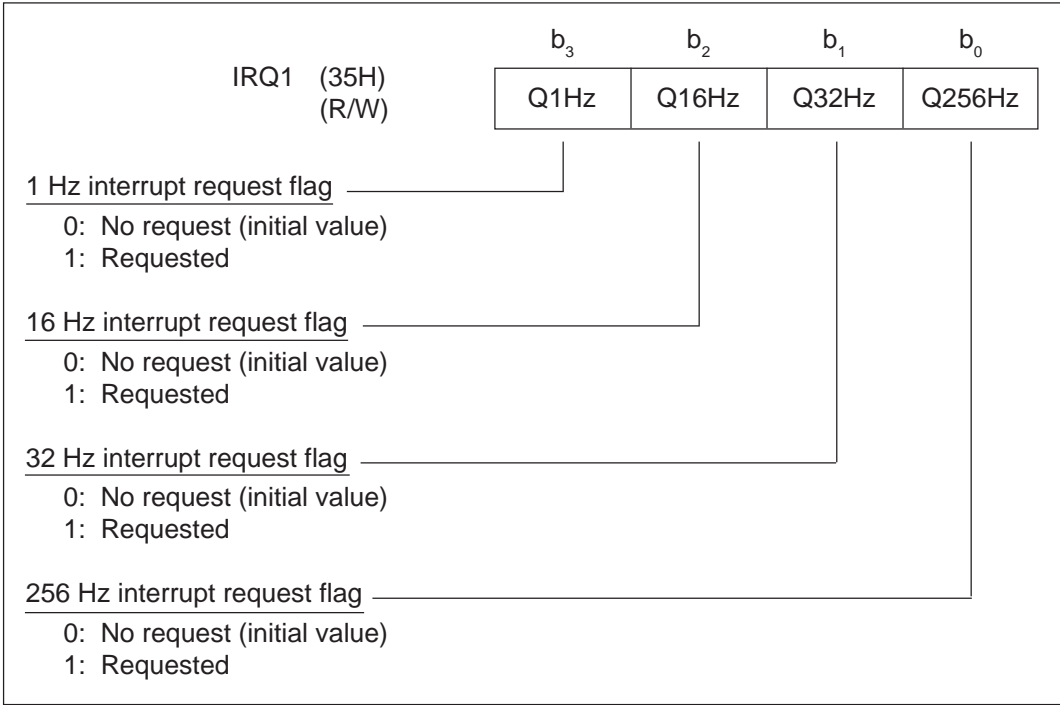 b3 b2 b1 b0
IRQ1 (35H)
(R/W)
Q1Hz Q16Hz Q32Hz Q256Hz
1 Hz interrupt request flag
0: No request (initial value)
1: Requested
16 Hz interrupt request flag
0: No request (initial value)
1: Requested
32 Hz interrupt request flag
0: No request (initial value)
1: Requested
256 Hz interrupt request flag
0: No request (initial value)
1: Requested